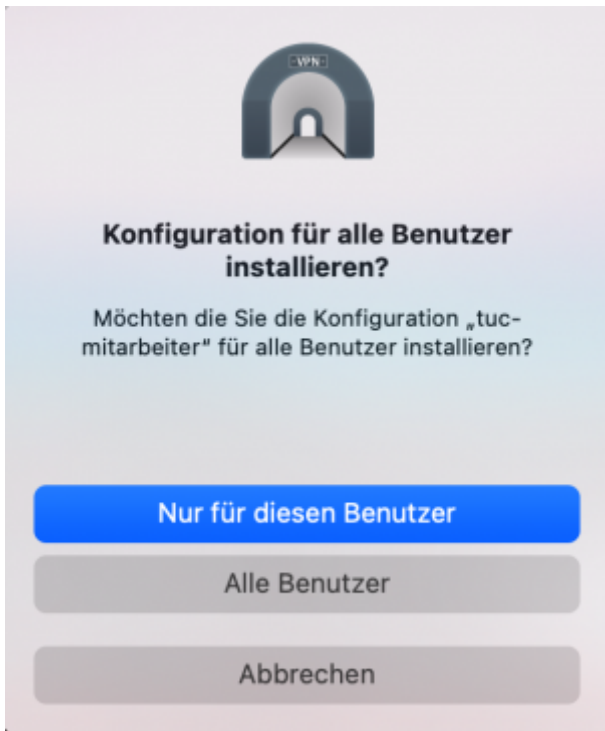 VPN
Konfiguration für alle Benutzer
installieren?
Möchten die Sie die Konfiguration „tuc-
mitarbeiter" für alle Benutzer installieren?
Nur für diesen Benutzer
Alle Benutzer
Abbrechen